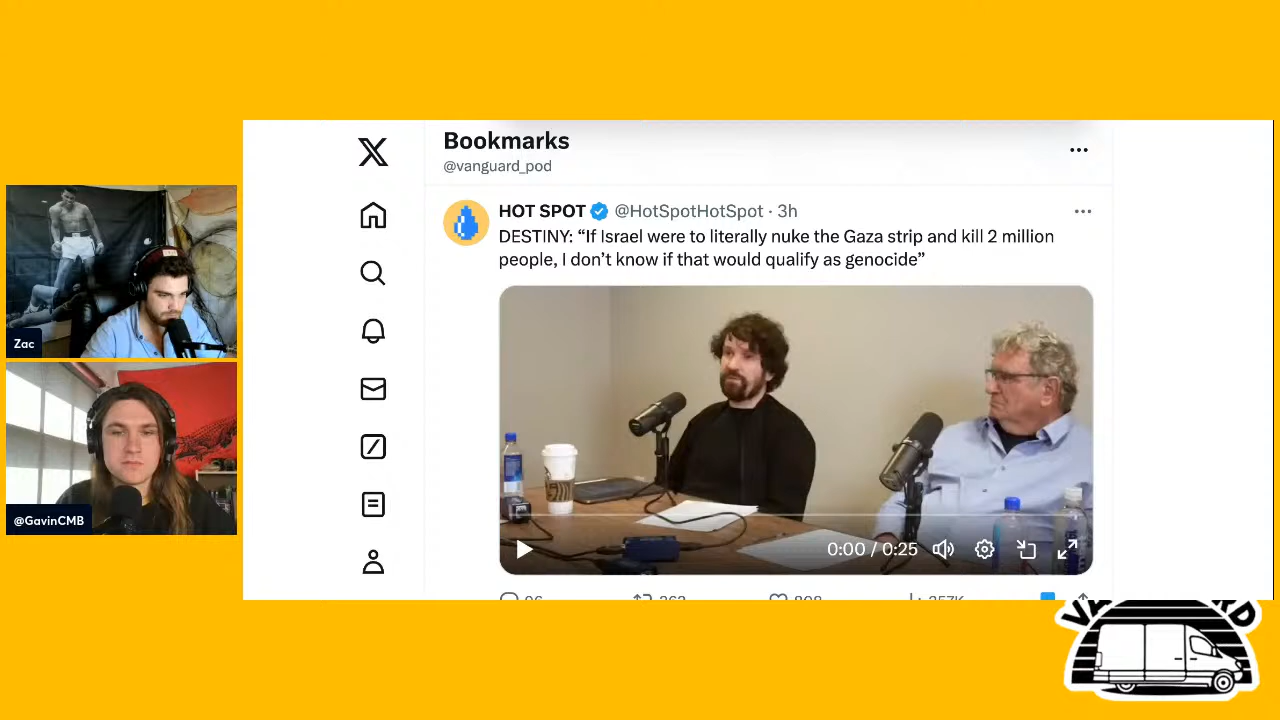 Bookmarks
@vanguard_pod
HOT SPOT @HotSpotHotSpot · 3h
DESTINY: “If Israel were to literally nuke the Gaza strip and kill 2 million
people, I don’t know if that would qualify as genocide”
Zac
@GavinCMB
0:00 / 0:25